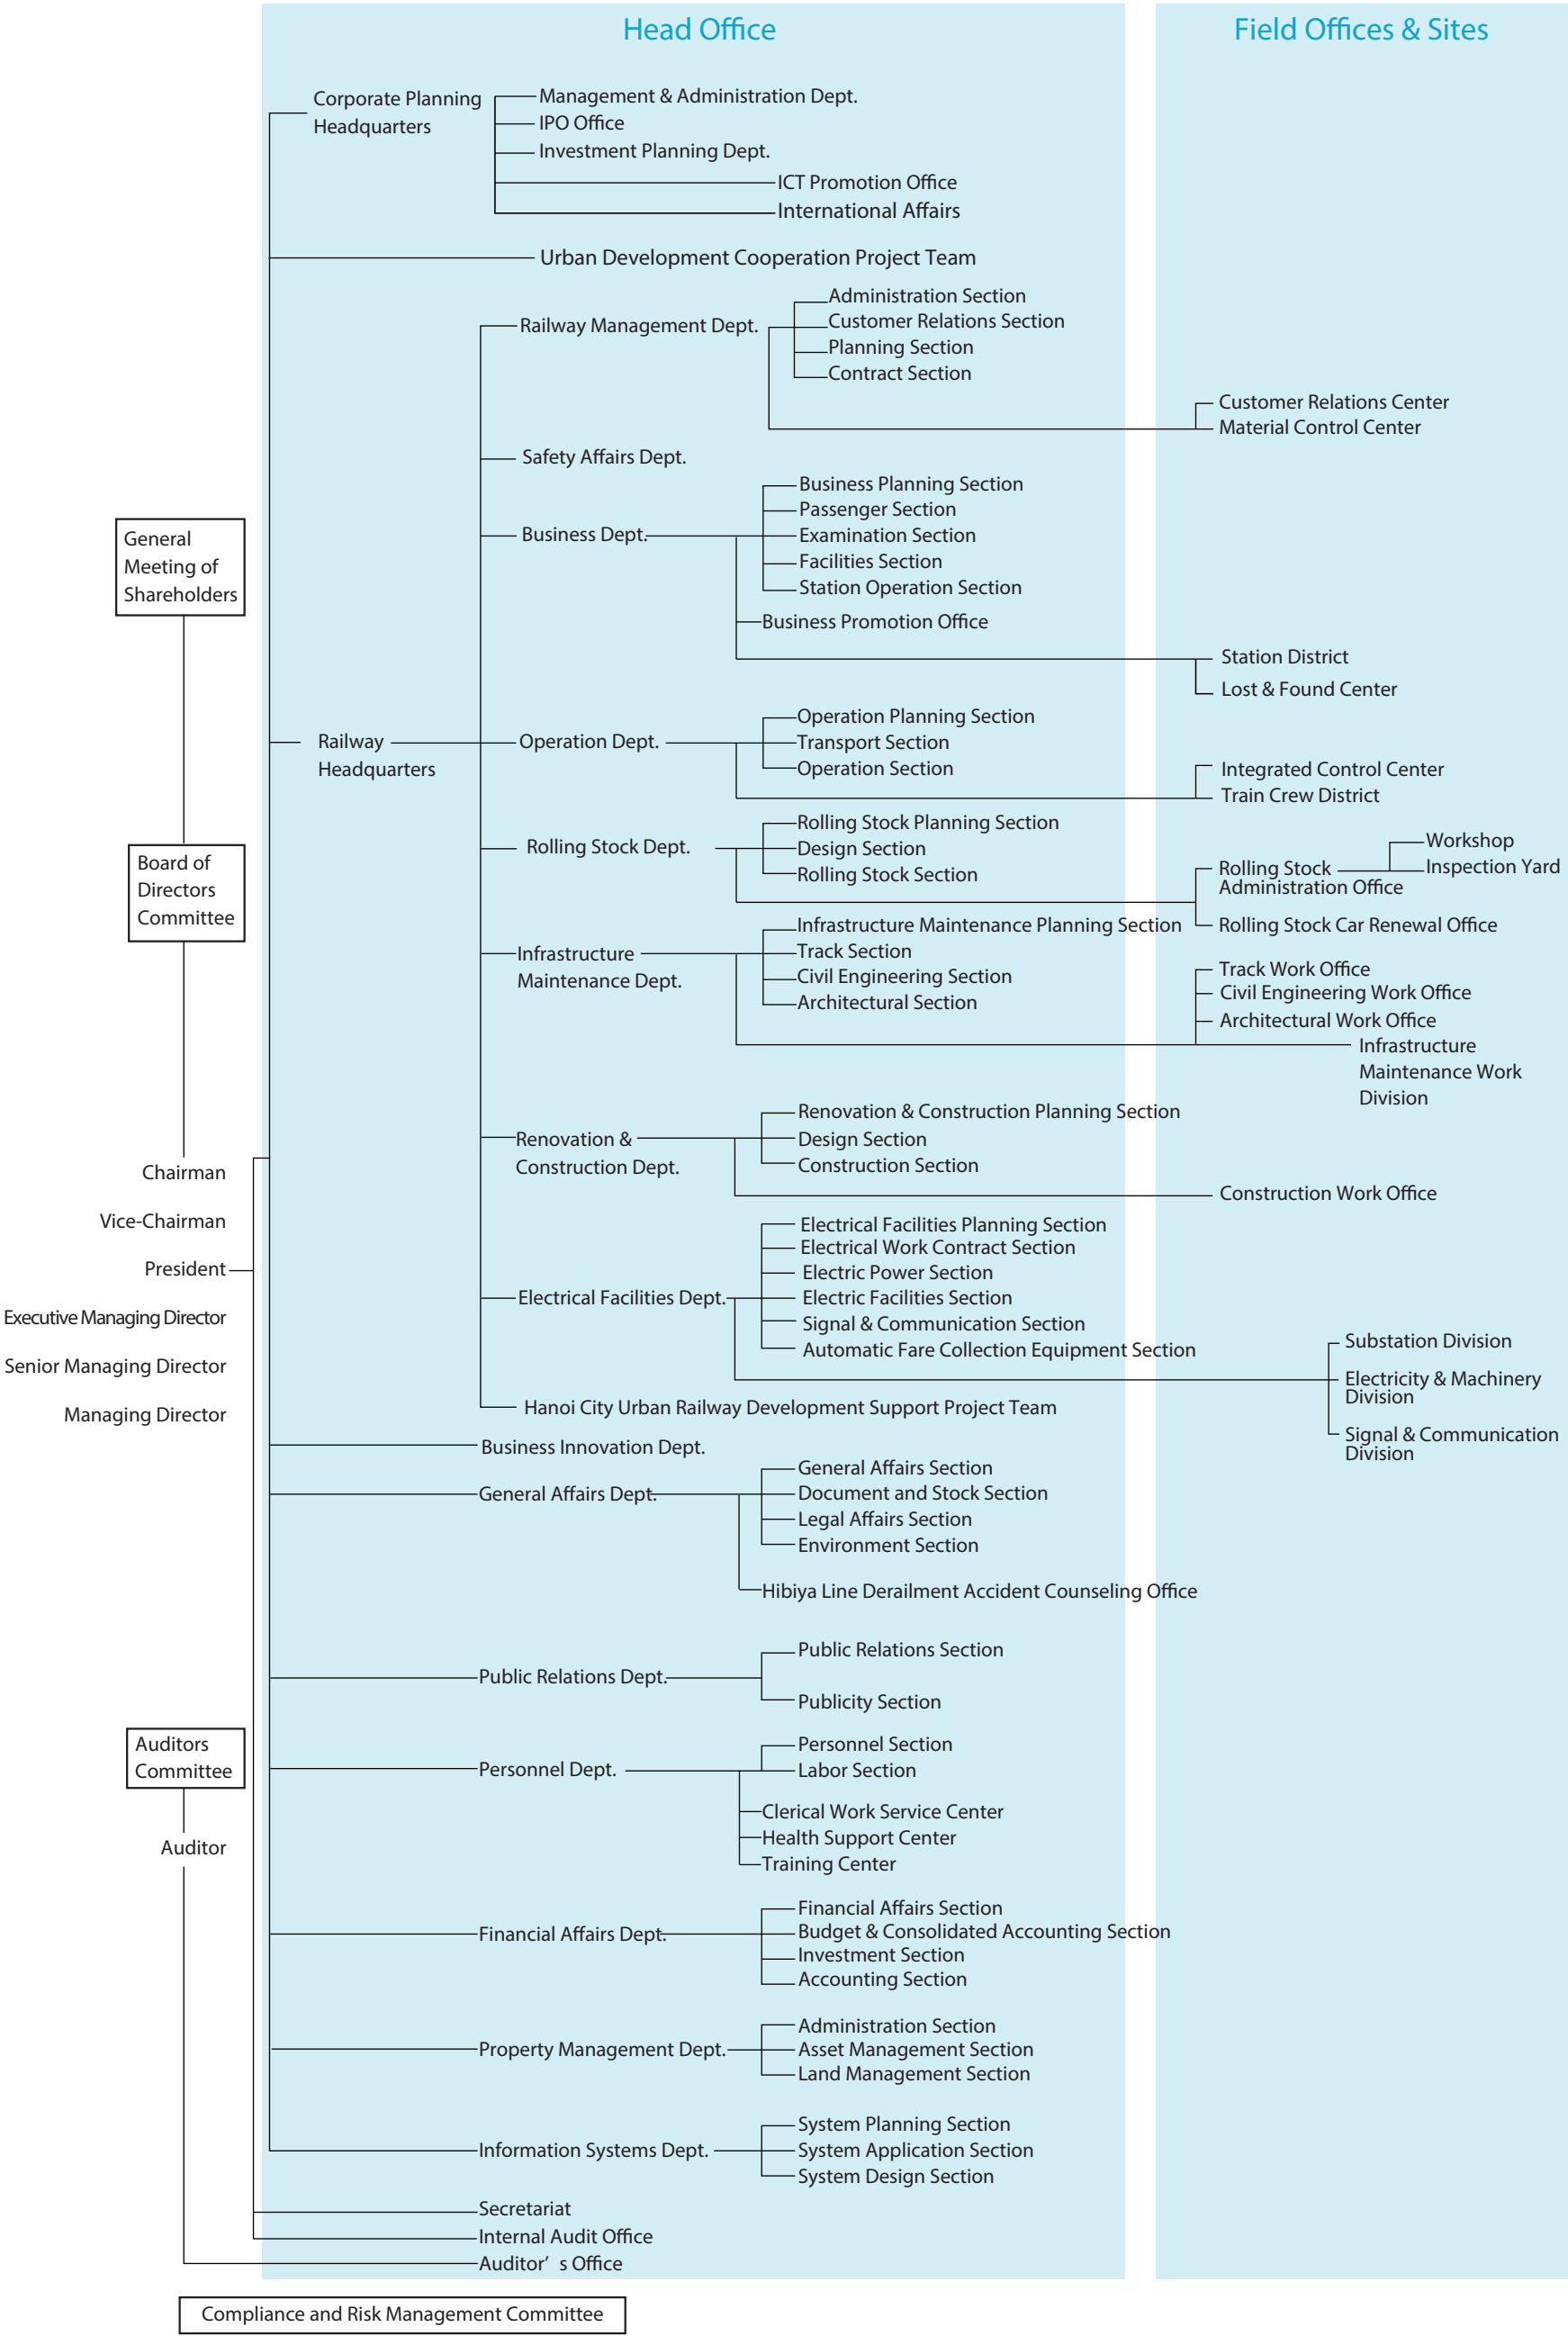 Head Office
Field Offices & Sites
Corporate Planning
Headquarters
Management & Administration Dept.
IPO Office
Investment Planning Dept.
ICT Promotion Office
International Affairs
Urban Development Cooperation Project Team
Railway Management Dept.
Administration Section
Customer Relations Section
Planning Section
Contract Section
Customer Relations Center
Material Control Center
Safety Affairs Dept.
Business Dept.
Business Planning Section
Passenger Section
Examination Section
Facilities Section
Station Operation Section
Business Promotion Office
Station District
Lost & Found Center
General
Meeting of
Shareholders
Railway
Headquarters
Operation Dept.
Operation Planning Section
Transport Section
Operation Section
Integrated Control Center
Train Crew District
Rolling Stock Dept.
Rolling Stock Planning Section
Design Section
Rolling Stock Section
Rolling Stock
Administration Office
Workshop
Inspection Yard
Rolling Stock Car Renewal Office
Board of
Directors
Committee
Infrastructure
Maintenance Dept.
Infrastructure Maintenance Planning Section
Track Section
Civil Engineering Section
Architectural Section
Track Work Office
Civil Engineering Work Office
Architectural Work Office
Infrastructure
Maintenance Work
Division
Renovation &
Construction Dept.
Renovation & Construction Planning Section
Design Section
Construction Section
Construction Work Office
Chairman
Vice-Chairman
President
Executive Managing Director
Senior Managing Director
Managing Director
Electrical Facilities Dept.
Electrical Facilities Planning Section
Electrical Work Contract Section
Electric Power Section
Electric Facilities Section
Signal & Communication Section
Automatic Fare Collection Equipment Section
Substation Division
Electricity & Machinery
Division
Signal & Communication
Division
Hanoi City Urban Railway Development Support Project Team
Business Innovation Dept.
General Affairs Dept.
General Affairs Section
Document and Stock Section
Legal Affairs Section
Environment Section
Hibiya Line Derailment Accident Counseling Office
Public Relations Dept.
Public Relations Section
Publicity Section
Auditors
Committee
Auditor
Personnel Dept.
Personnel Section
Labor Section
Clerical Work Service Center
Health Support Center
Training Center
Financial Affairs Dept.
Financial Affairs Section
Budget & Consolidated Accounting Section
Investment Section
Accounting Section
Property Management Dept.
Administration Section
Asset Management Section
Land Management Section
Information Systems Dept.
System Planning Section
System Application Section
System Design Section
Secretariat
Internal Audit Office
Auditor’ s Office
Compliance and Risk Management Committee